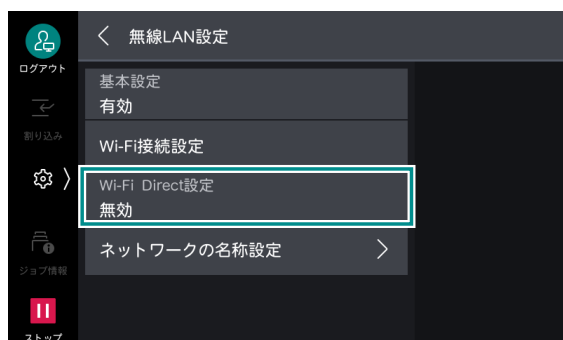 無線LAN設定
ログアウト
基本設定
有効
割り込み
Wi-Fi接続設定
Wi-Fi Direct設定
無効
ネットワークの名称設定
ジョブ情報
ストップ